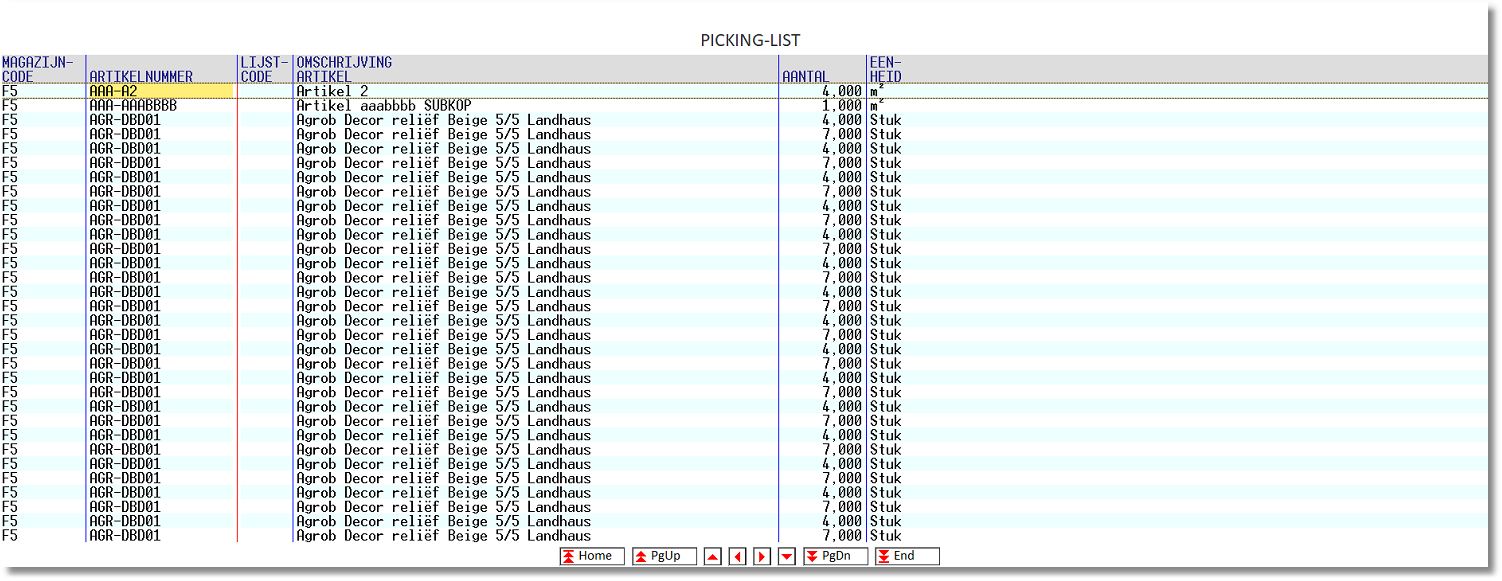 PICKING-LIST
MAGAZIJN- LIJST- OMSCHRIJVING EEN-
CODE ARTIKELNUMMER CODE ARTIKEL AANTAL HEID
F5 AAA-A2 Artikel 2 4,000 m²
F5 AAA-AAABBBB Artikel aaabbbb SUBKOP 1,000 m²
F5 AGR-DBD01 Agrob Decor reliëf Beige 5/5 Landhaus 4,000 Stuk
F5 AGR-DBD01 Agrob Decor reliëf Beige 5/5 Landhaus 7,000 Stuk
F5 AGR-DBD01 Agrob Decor reliëf Beige 5/5 Landhaus 4,000 Stuk
F5 AGR-DBD01 Agrob Decor reliëf Beige 5/5 Landhaus 7,000 Stuk
F5 AGR-DBD01 Agrob Decor reliëf Beige 5/5 Landhaus 4,000 Stuk
F5 AGR-DBD01 Agrob Decor reliëf Beige 5/5 Landhaus 7,000 Stuk
F5 AGR-DBD01 Agrob Decor reliëf Beige 5/5 Landhaus 4,000 Stuk
F5 AGR-DBD01 Agrob Decor reliëf Beige 5/5 Landhaus 7,000 Stuk
F5 AGR-DBD01 Agrob Decor reliëf Beige 5/5 Landhaus 4,000 Stuk
F5 AGR-DBD01 Agrob Decor reliëf Beige 5/5 Landhaus 7,000 Stuk
F5 AGR-DBD01 Agrob Decor reliëf Beige 5/5 Landhaus 4,000 Stuk
F5 AGR-DBD01 Agrob Decor reliëf Beige 5/5 Landhaus 7,000 Stuk
F5 AGR-DBD01 Agrob Decor reliëf Beige 5/5 Landhaus 4,000 Stuk
F5 AGR-DBD01 Agrob Decor reliëf Beige 5/5 Landhaus 7,000 Stuk
F5 AGR-DBD01 Agrob Decor reliëf Beige 5/5 Landhaus 4,000 Stuk
F5 AGR-DBD01 Agrob Decor reliëf Beige 5/5 Landhaus 7,000 Stuk
F5 AGR-DBD01 Agrob Decor reliëf Beige 5/5 Landhaus 4,000 Stuk
F5 AGR-DBD01 Agrob Decor reliëf Beige 5/5 Landhaus 7,000 Stuk
F5 AGR-DBD01 Agrob Decor reliëf Beige 5/5 Landhaus 4,000 Stuk
F5 AGR-DBD01 Agrob Decor reliëf Beige 5/5 Landhaus 7,000 Stuk
F5 AGR-DBD01 Agrob Decor reliëf Beige 5/5 Landhaus 4,000 Stuk
F5 AGR-DBD01 Agrob Decor reliëf Beige 5/5 Landhaus 7,000 Stuk
F5 AGR-DBD01 Agrob Decor reliëf Beige 5/5 Landhaus 4,000 Stuk
F5 AGR-DBD01 Agrob Decor reliëf Beige 5/5 Landhaus 7,000 Stuk
F5 AGR-DBD01 Agrob Decor reliëf Beige 5/5 Landhaus 4,000 Stuk
F5 AGR-DBD01 Agrob Decor reliëf Beige 5/5 Landhaus 7,000 Stuk
F5 AGR-DBD01 Agrob Decor reliëf Beige 5/5 Landhaus 4,000 Stuk
F5 AGR-DBD01 Agrob Decor reliëf Beige 5/5 Landhaus 7,000 Stuk
F5 AGR-DBD01 Agrob Decor reliëf Beige 5/5 Landhaus 4,000 Stuk
F5 AGR-DBD01 Agrob Decor reliëf Beige 5/5 Landhaus 7,000 Stuk
Home PgUp PgDn End